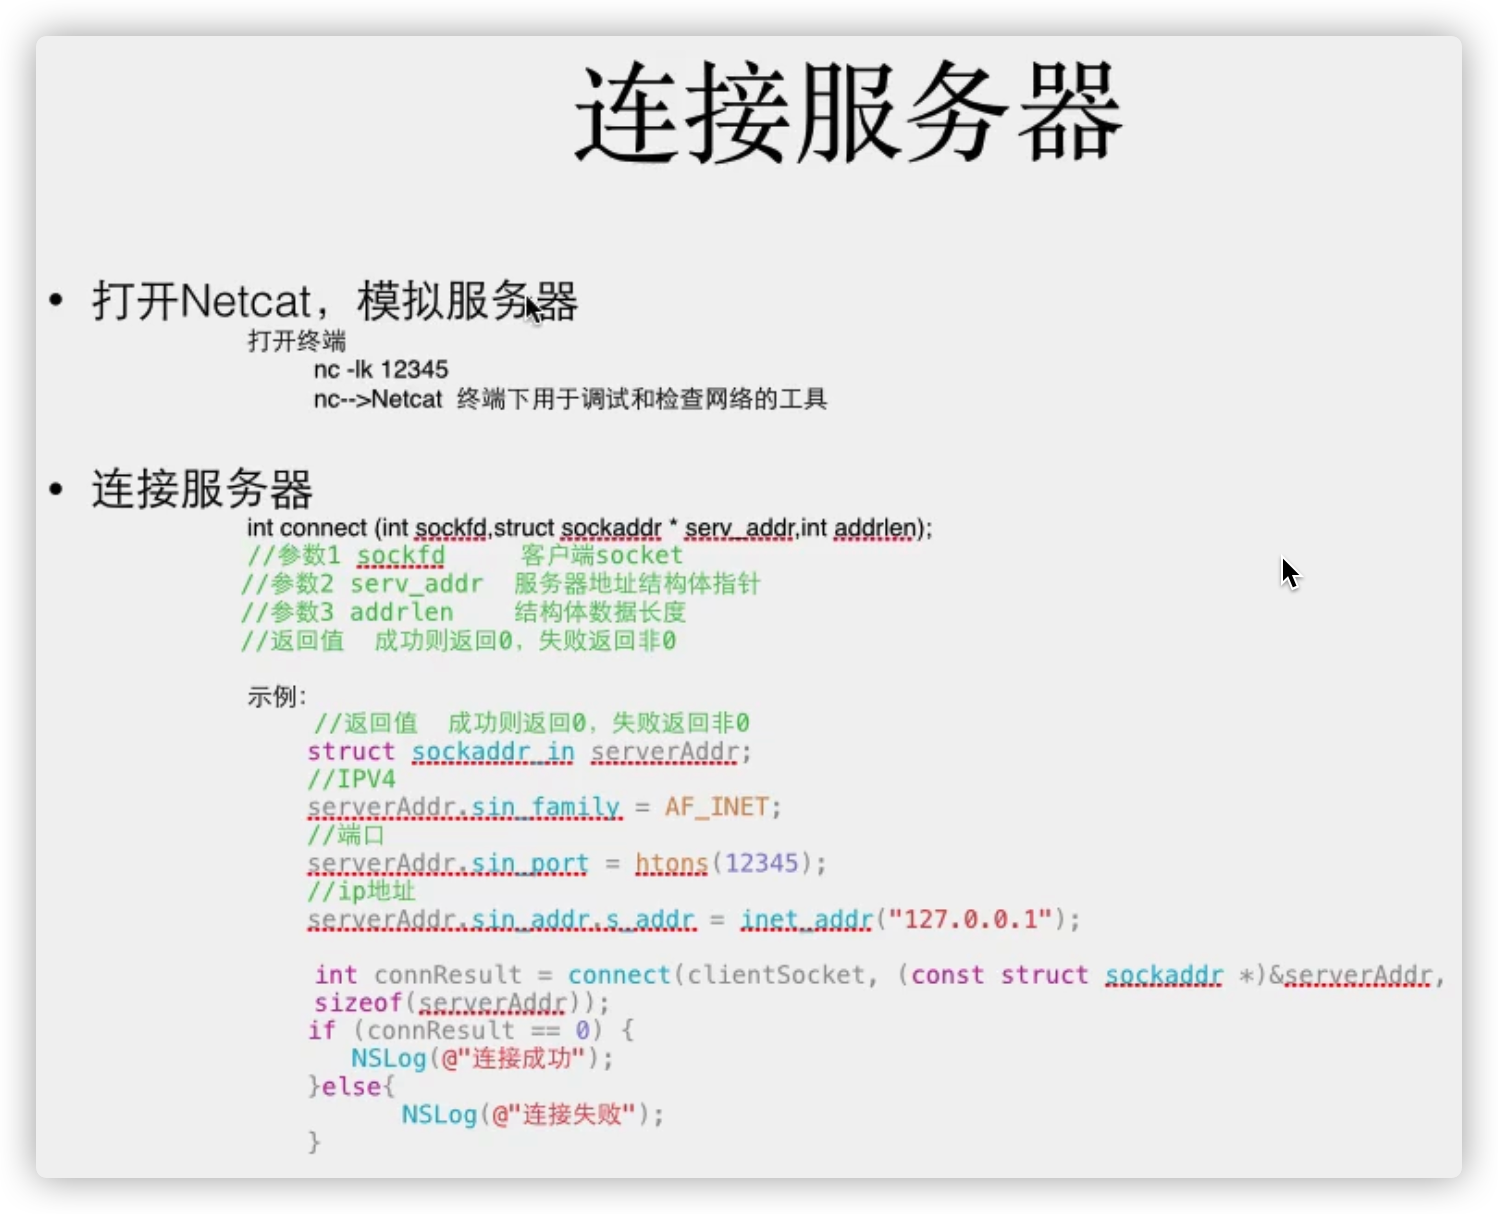 连接服务器
• 打开Netcat，模拟服务器
打开终端
nc -lk 12345
nc-->Netcat 终端下用于调试和检查网络的工具
• 连接服务器
int connect (int sockfd,struct sockaddr * serv_addr,int addrlen);
//参数1 sockfd 客户端socket
//参数2 serv_addr 服务器地址结构体指针
//参数3 addrlen 结构体数据长度
//返回值 成功则返回0，失败返回非0
示例：
//返回值 成功则返回0，失败返回非0
struct sockaddr_in serverAddr;
//IPV4
serverAddr.sin_family = AF_INET;
//端口
serverAddr.sin_port = htons(12345);
//ip地址
serverAddr.sin_addr.s_addr = inet_addr("127.0.0.1");
int connResult = connect(clientSocket, (const struct sockaddr *)&serverAddr,
sizeof(serverAddr));
if (connResult == 0) {
NSLog(@"连接成功");
}else{
NSLog(@"连接失败");
}